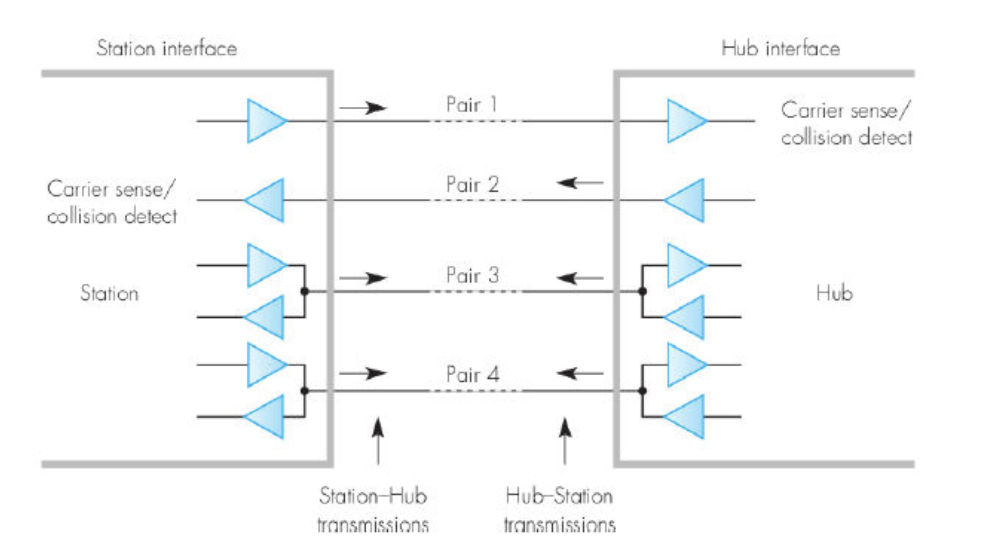 Station interface
Hub interface
Pair 1
Carrier sense/
collision detect
Pair 2
Carrier sense/
collision detect
Pair 3
Station
Hub
Pair 4
Station–Hub
transmissions
Hub–Station
transmissions